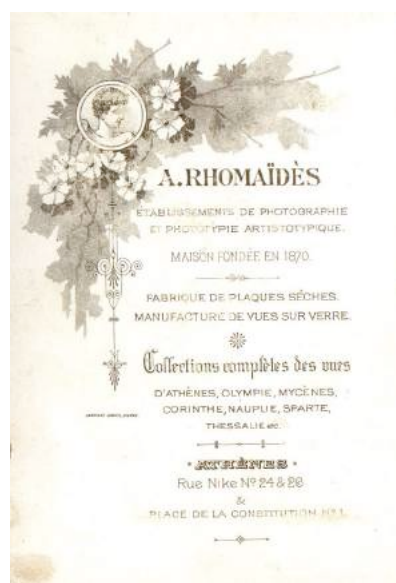 A. RHOMAÏDÈS
ÉTABLISSEMENTS DE PHOTOGRAPHIE
ET PHOTOTYPIE ARTISTOTYPIQUE.
MAISON FONDÉE EN 1870.
FABRIQUE DE PLAQUES SÉCHES.
MANUFACTURE DE VUES SUR VERRE.
Collections complètes des vues
D'ATHÈNES, OLYMPIE, MYCÈNES,
CORINTHE, NAUPLIE, SPARTE,
THESSALIE etc.
ATHÈNES
Rue Nike Nº 24 & 26
&
PLACE DE LA CONSTITUTION Nº 1.